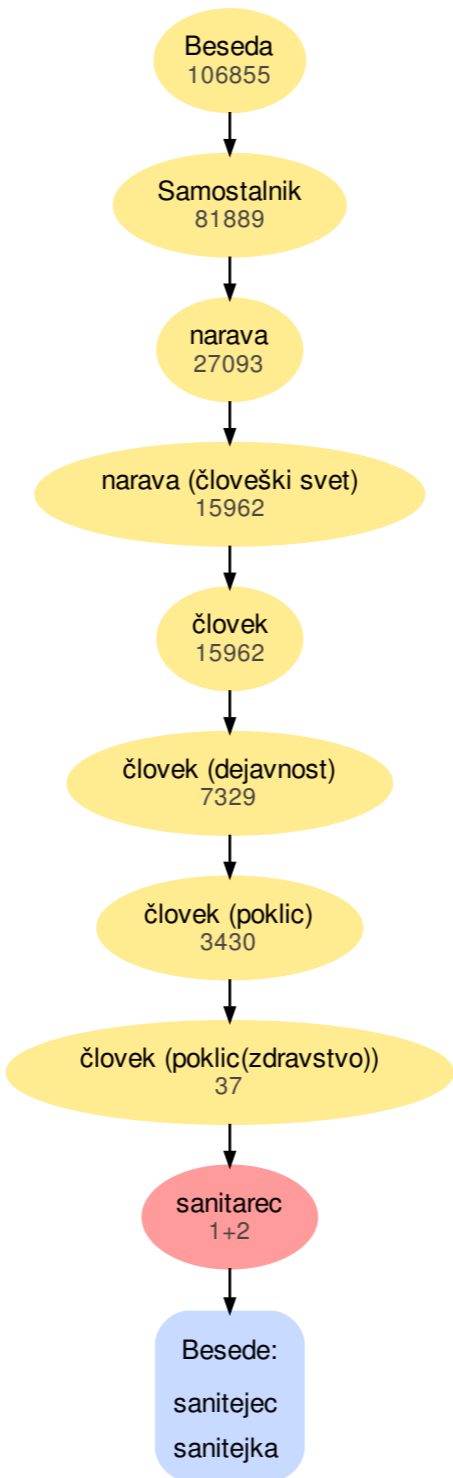 Beseda
106855
Samostalnik
81889
narava
27093
narava (človeški svet)
15962
človek
15962
človek (dejavnost)
7329
človek (poklic)
3430
človek (poklic(zdravstvo))
37
sanitarec
1+2
Besede:
sanitejec
sanitejka